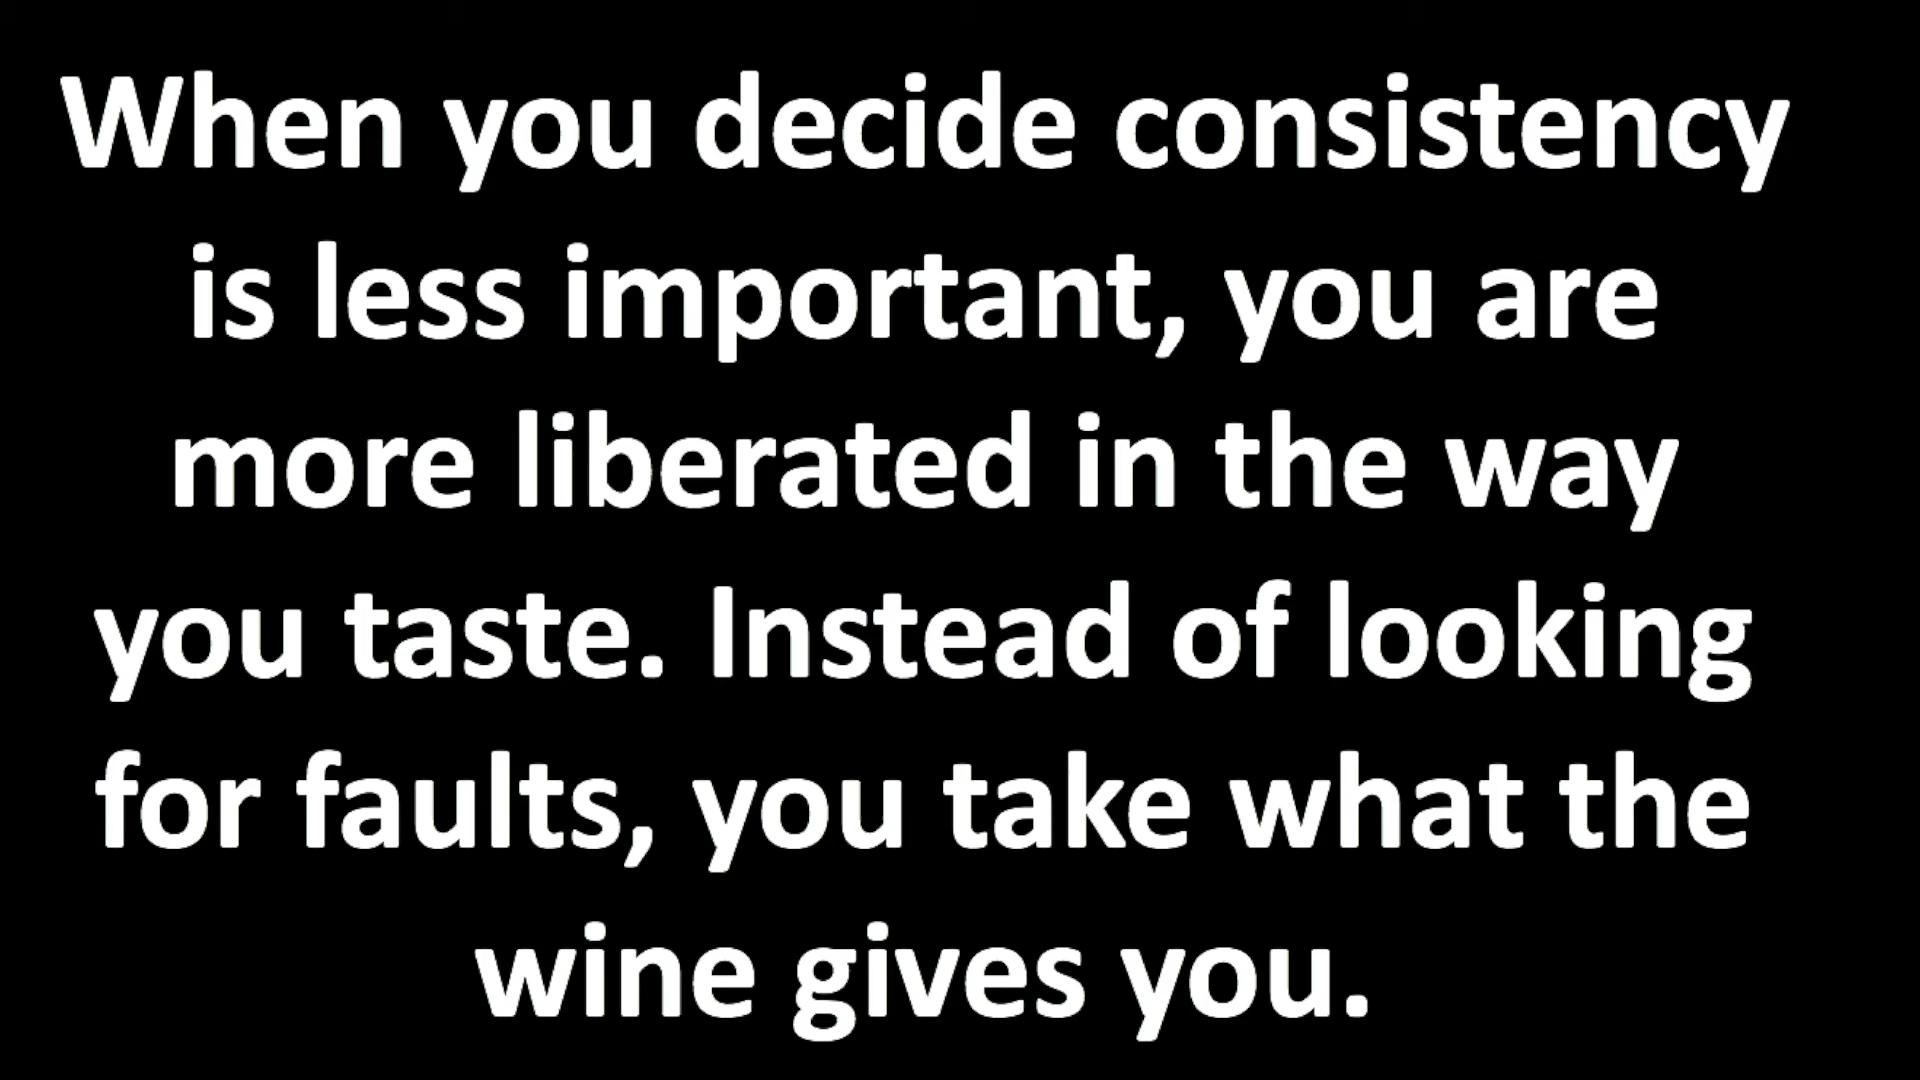 When you decide consistency
is less important, you are
more liberated in the way
you taste. Instead of looking
for faults, you take what the
wine gives you.